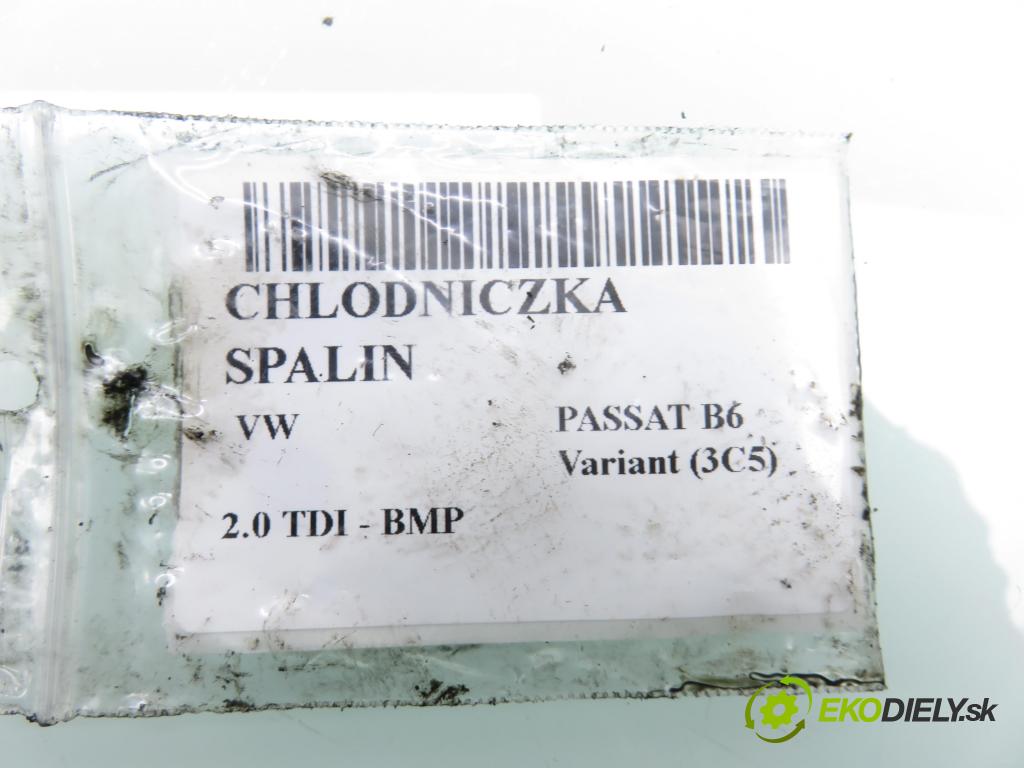 CHLODNICZKA
SPALIN
VW
PASSAT B6
Variant (3C5)
2.0 TDI - BMP
EKODIELY.sk